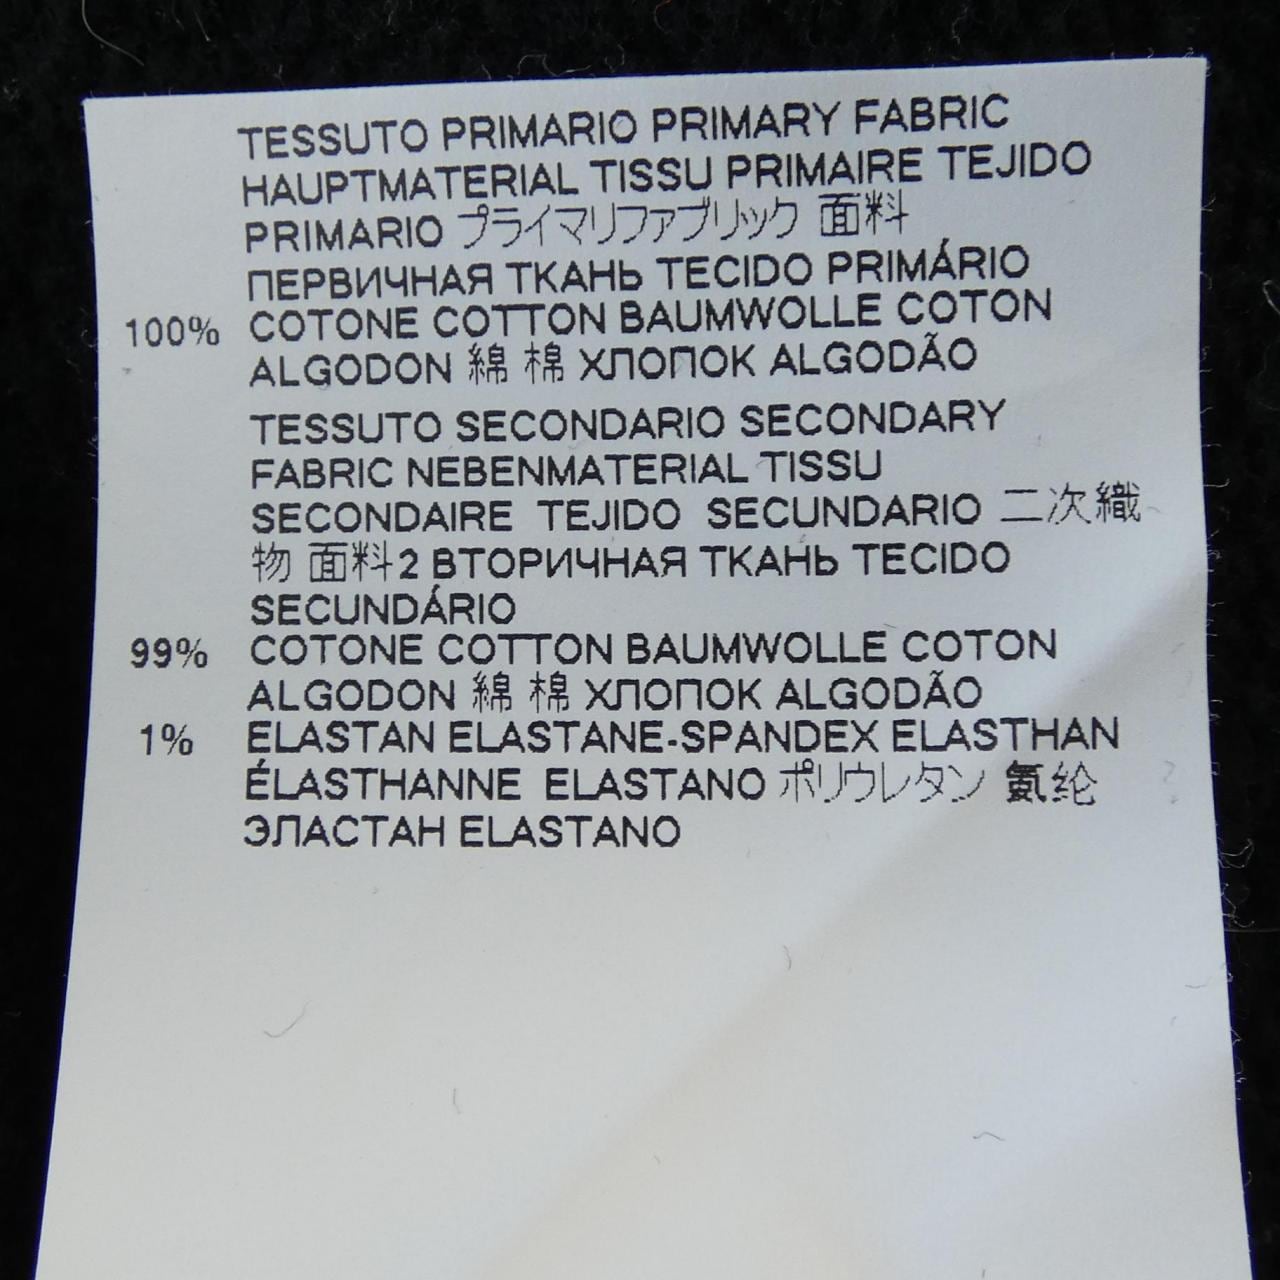 TESSUTO PRIMARIO PRIMARY FABRIC
HAUPTMATERIAL TISSU PRIMAIRE TEJIDO
PRIMARIO プライマリファブリック 面料
ПЕРВИЧНАЯ ТКАНЬ TECIDO PRIMÁRIO
100% COTONE COTTON BAUMWOLLE COTON
ALGODON 綿 棉 ХЛОПОК ALGODÃO
TESSUTO SECONDARIO SECONDARY
FABRIC NEBENMATERIAL TISSU
SECONDAIRE TEJIDO SECUNDARIO 二次織
物 面料2 ВТОРИЧНАЯ ТКАНЬ TECIDO
SECUNDÁRIO
99% COTONE COTTON BAUMWOLLE COTON
ALGODON 綿 棉 ХЛОПОК ALGODÃO
1% ELASTAN ELASTANE-SPANDEX ELASTHAN
ÉLASTHANNE ELASTANO ポリウレタン 氨纶
ЭЛАСТАН ELASTANO